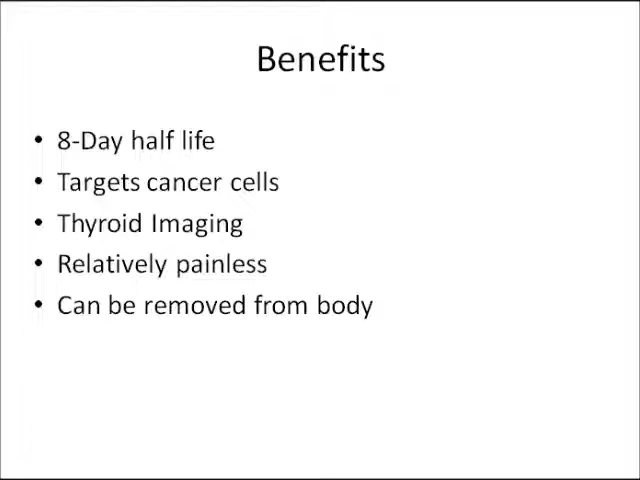 Benefits
• 8-Day half life
• Targets cancer cells
• Thyroid Imaging
• Relatively painless
• Can be removed from body